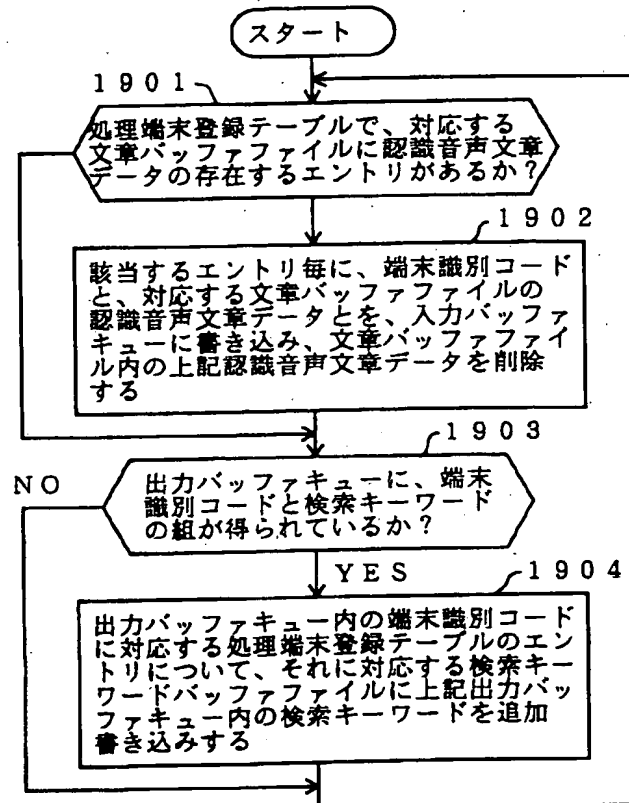 スタート
1901
処理端末登録テーブルで、対応する
文章バッファファイルに認識音声文章
データの存在するエントリがあるか?
1902
該当するエントリ毎に、端末識別コード
と、対応する文章バッファファイルの
認識音声文章データとを、入力バッファ
キューに書き込み、文章バッファファイ
ル内の上記認識音声文章データを削除
する
1903
NO
出力バッファキューに、端末
識別コードと検索キーワード
の組が得られているか?
YES
1904
出力バッファキュー内の端末識別コード
に対応する処理端末登録テーブルのエン
トリについて、それに対応する検索キー
ワードバッファファイルに上記出力バッ
ファキュー内の検索キーワードを追加
書き込みする